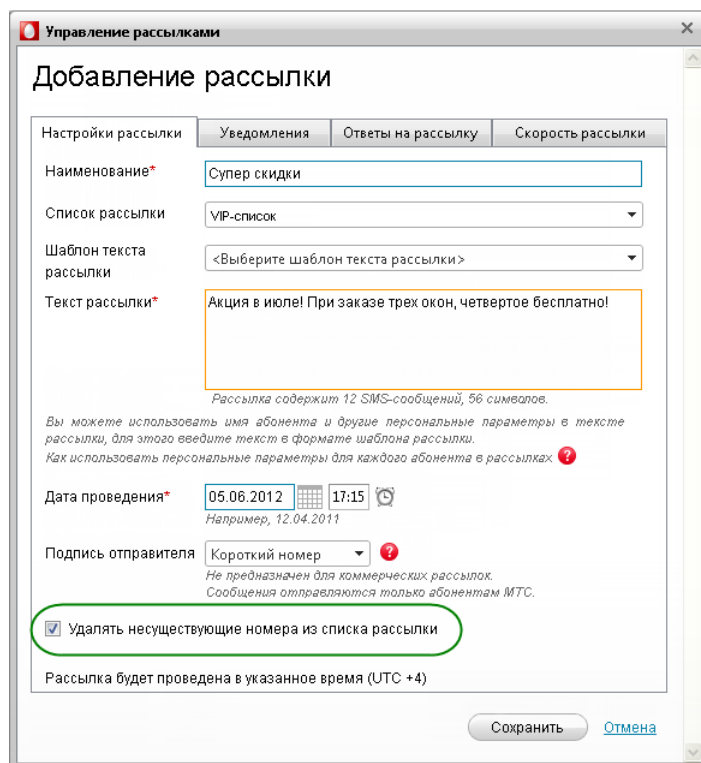 Управление рассылками
Добавление рассылки
Настройки рассылки Уведомления Ответы на рассылку Скорость рассылки
Наименование* Супер скидки
Список рассылки VIP-список
Шаблон текста
рассылки <Выберите шаблон текста рассылки>
Текст рассылки* Акция в июле! При заказе трех окон, четвертое бесплатно!
Рассылка содержит 12 SMS-сообщений, 56 символов.
Вы можете использовать имя абонента и другие персональные параметры в тексте
рассылки, для этого введите текст в формате шаблона рассылки.
Как использовать персональные параметры для каждого абонента в рассылках ?
Дата проведения* 05.06.2012 17:15
Например, 12.04.2011
Подпись отправителя Короткий номер ?
Не предназначен для коммерческих рассылок.
Сообщения отправляются только абонентам МТС.
Удалять несуществующие номера из списка рассылки
Рассылка будет проведена в указанное время (UTC +4)
Сохранить Отмена